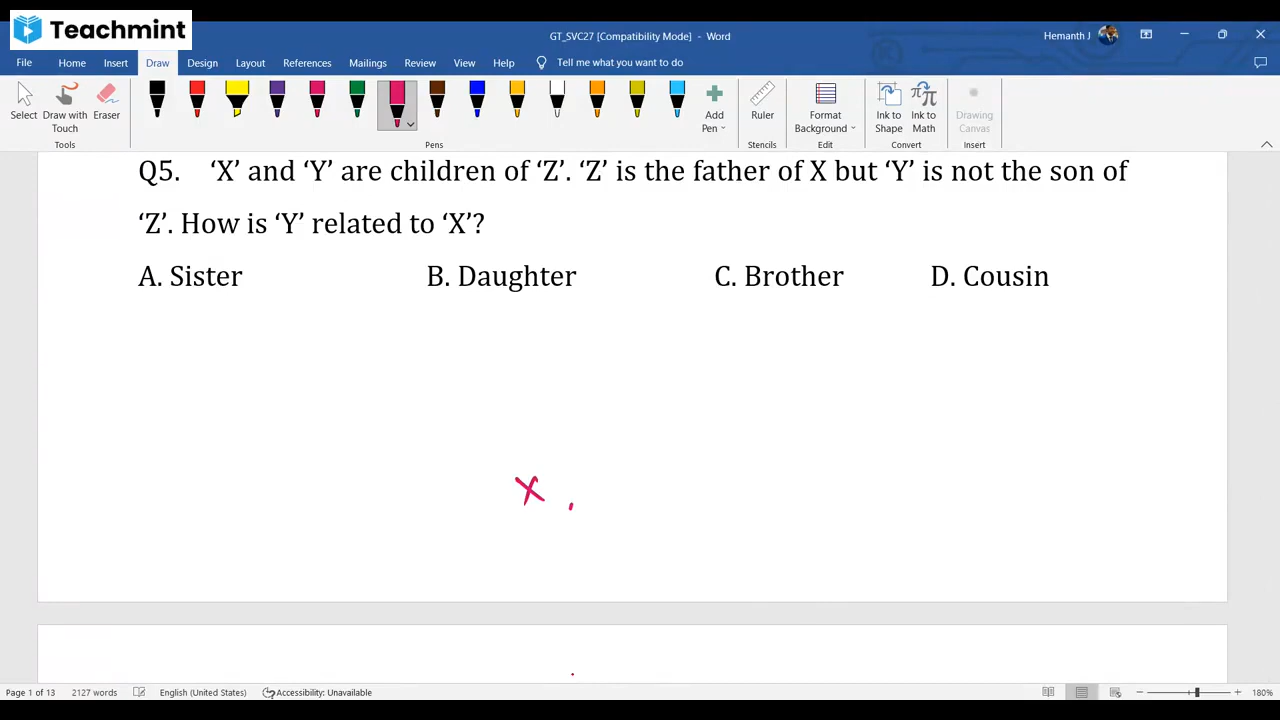 Teachmint
GT_SVC27 [Compatibility Mode] - Word
Hemanth J
File Home Insert Draw Design Layout References Mailings Review View Help Tell me what you want to do
Select Draw with Touch Eraser Add Pen Ruler Format Background Ink to Shape Ink to Math Drawing Canvas
Tools Pens Stencils Edit Convert Insert
Q5. ‘X’ and ‘Y’ are children of ‘Z’. ‘Z’ is the father of X but ‘Y’ is not the son of
‘Z’. How is ‘Y’ related to ‘X’?
A. Sister B. Daughter C. Brother D. Cousin
X ,
Page 1 of 13 2127 words English (United States) Accessibility: Unavailable 180%